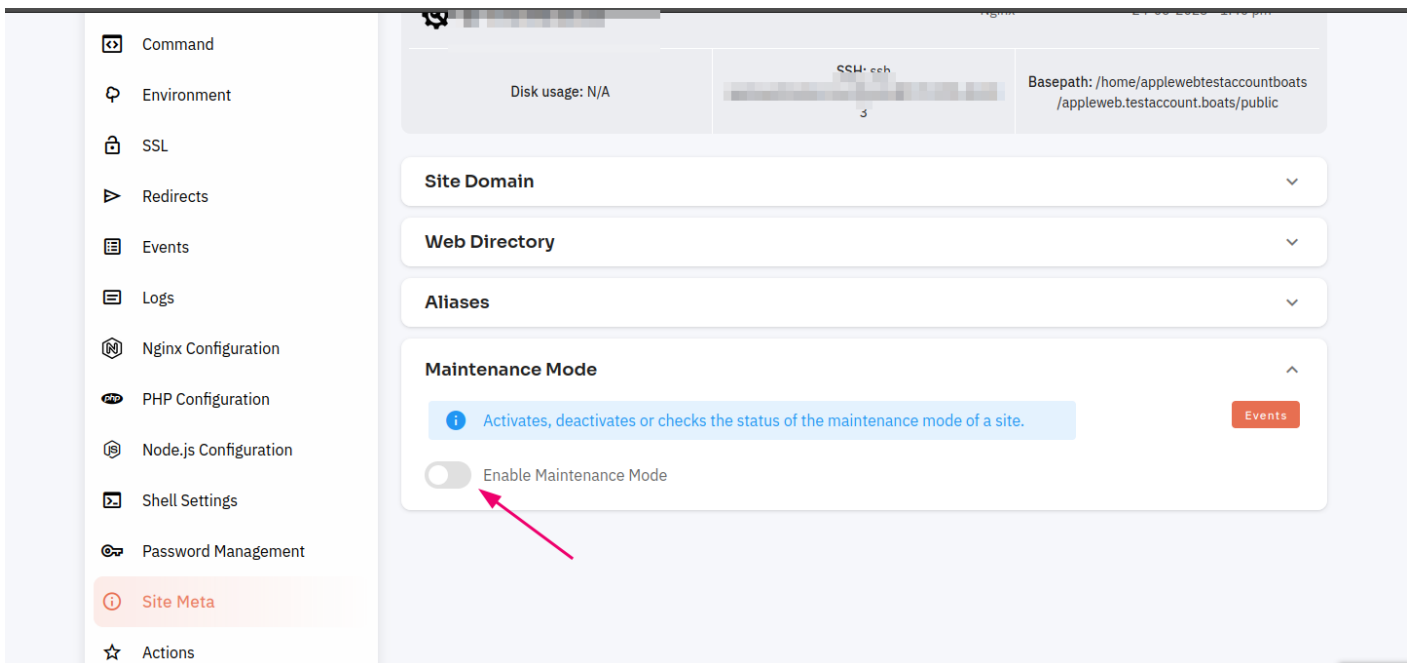 Command
Environment
SSL
Redirects
Events
Logs
Nginx Configuration
PHP Configuration
Node.js Configuration
Shell Settings
Password Management
Site Meta
Actions
Nginx
Disk usage: N/A
SSH: ssh
3
Basepath: /home/applewebtestaccountboats
/appleweb.testaccount.boats/public
Site Domain
Web Directory
Aliases
Maintenance Mode
Activates, deactivates or checks the status of the maintenance mode of a site.
Events
Enable Maintenance Mode